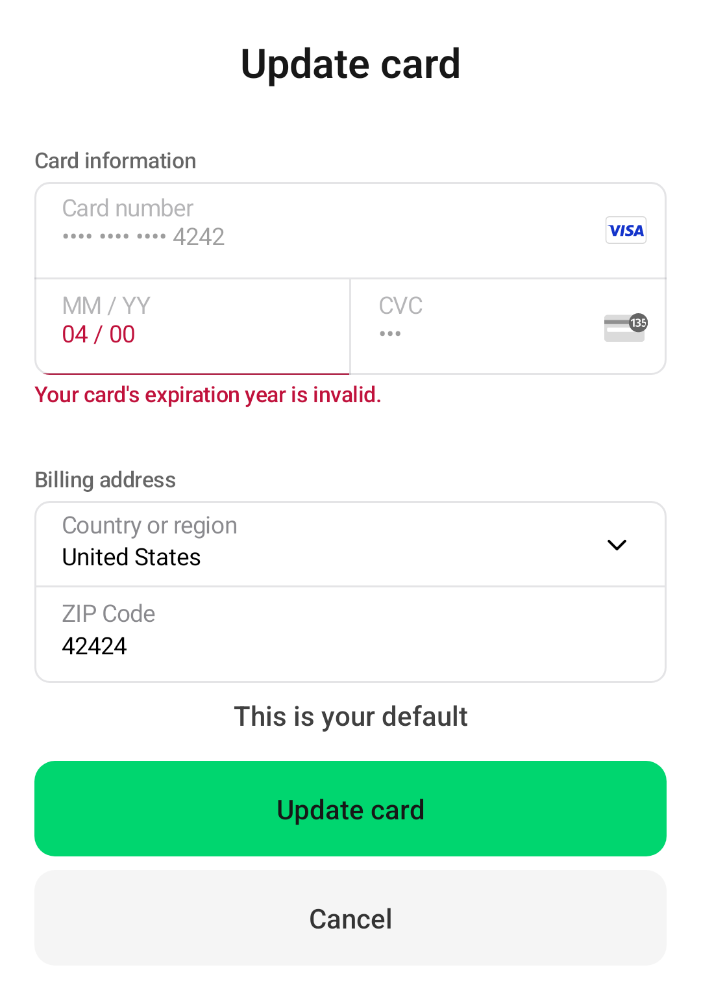 Update card
Card information
Card number
•••• •••• •••• 4242
VISA
MM / YY
04 / 00
CVC
•••
135
Your card's expiration year is invalid.
Billing address
Country or region
United States
ZIP Code
42424
This is your default
Update card
Cancel